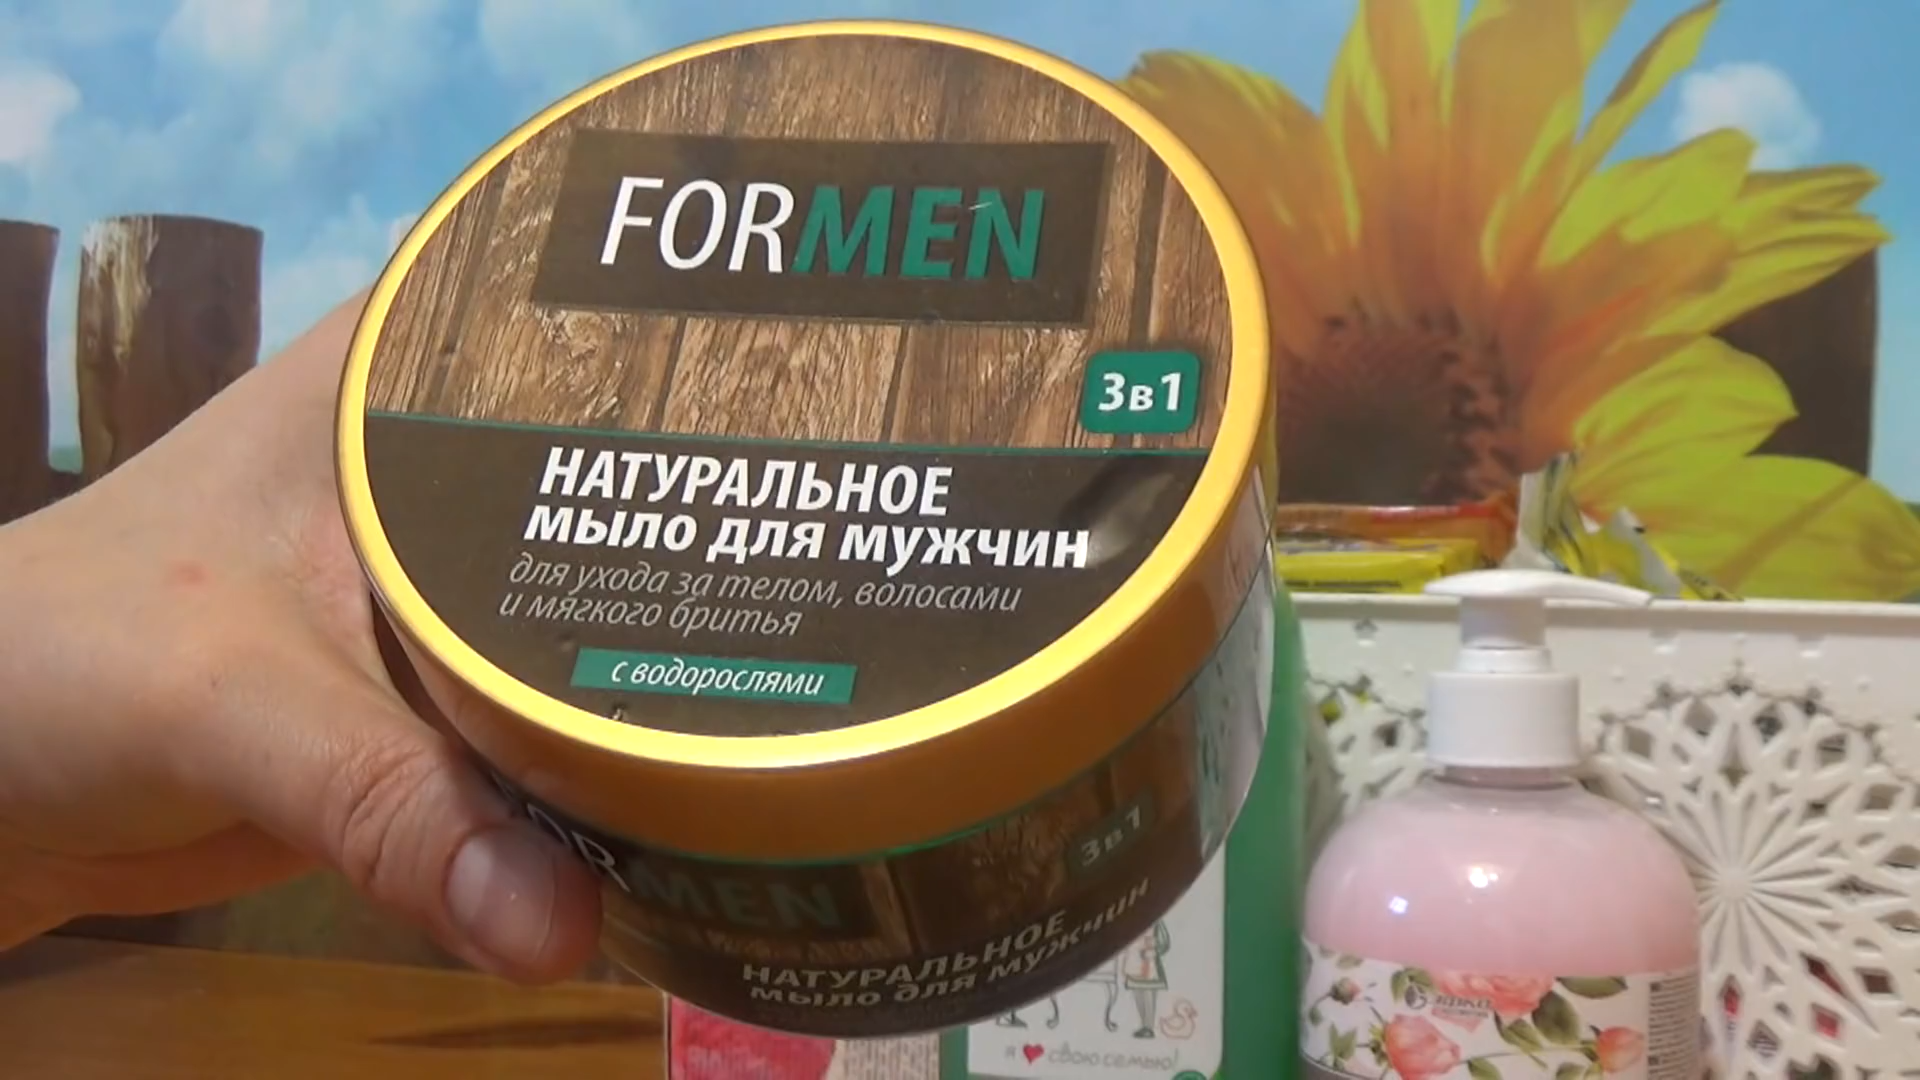 FORMEN
3в1
НАТУРАЛЬНОЕ
МЫЛО ДЛЯ МУЖЧИН
для ухода за телом, волосами
и мягкого бритья
с водорослями
FORMEN
3в1
НАТУРАЛЬНОЕ
МЫЛО ДЛЯ МУЖЧИН
я ❤ свою семью!